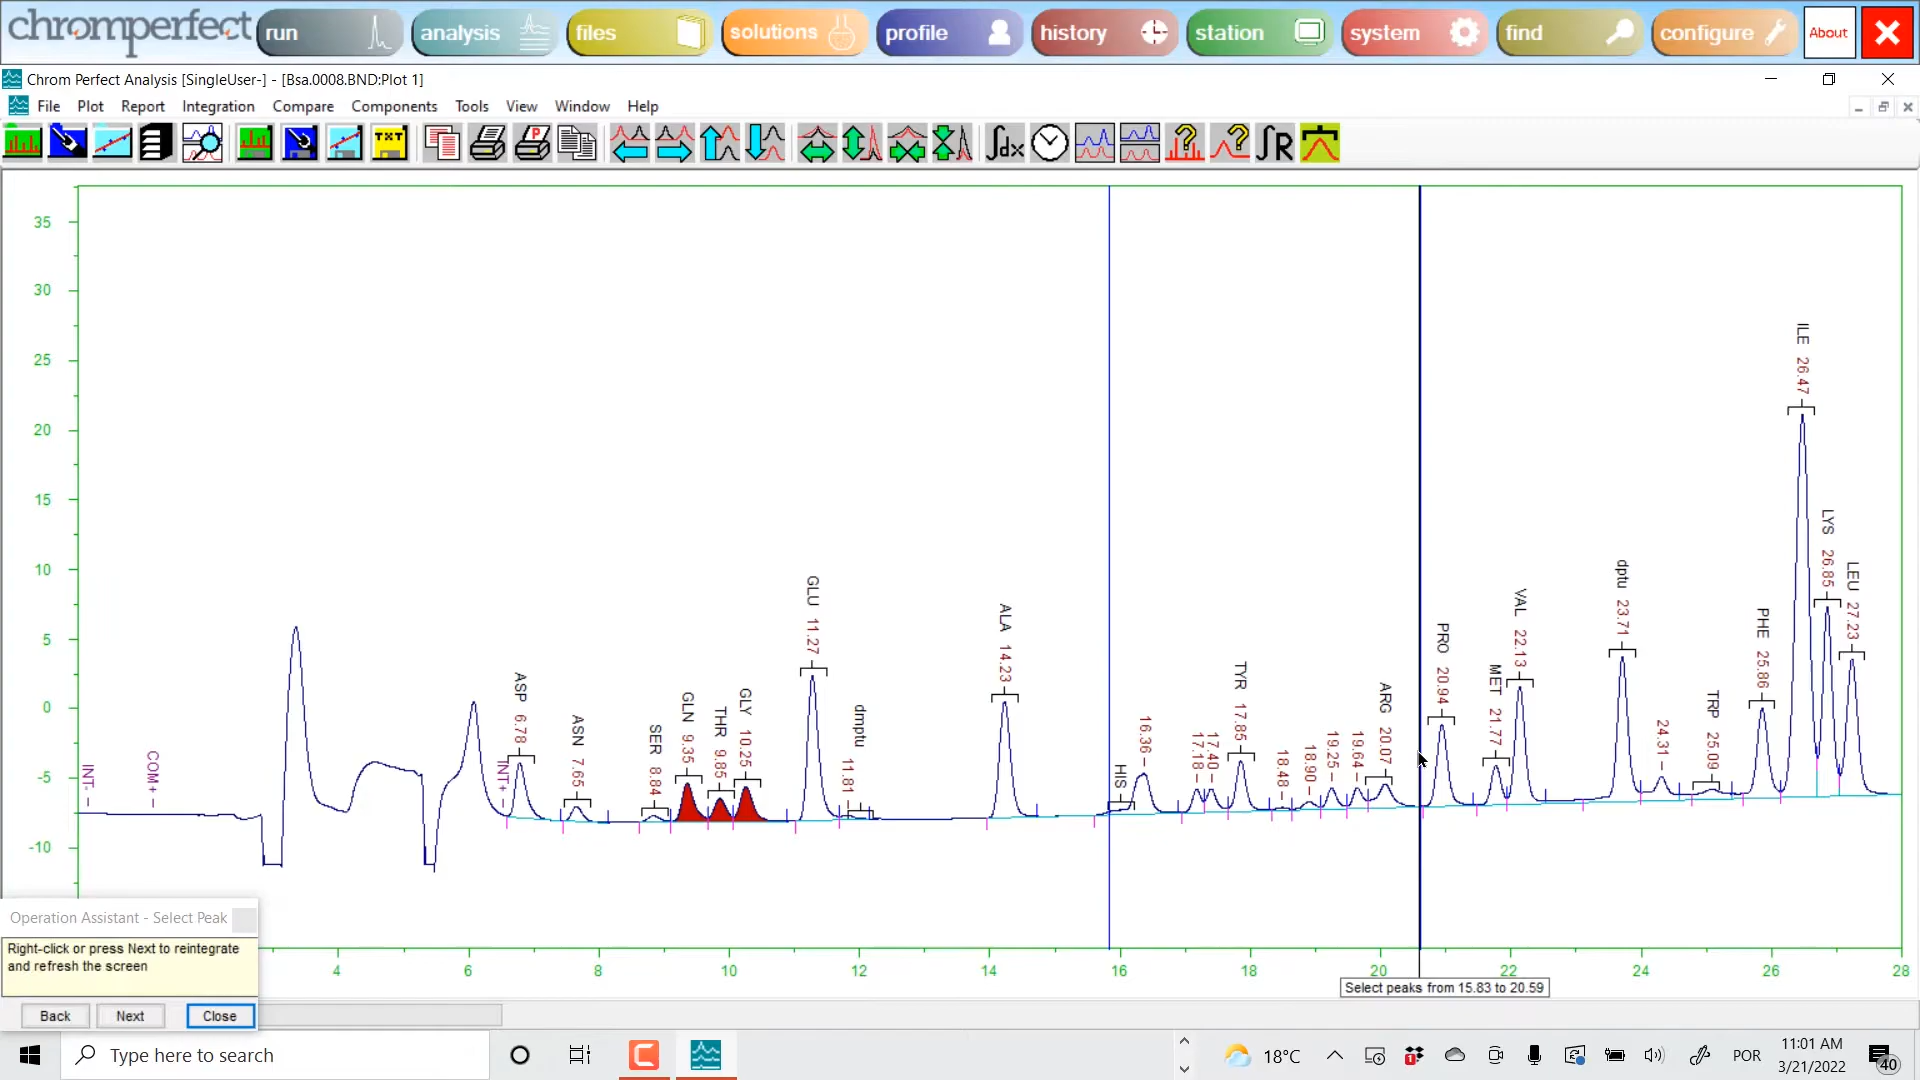 chromperfect run analysis files solutions profile history station system find configure About
Chrom Perfect Analysis [SingleUser-] - [Bsa.0008.BND:Plot 1]
File Plot Report Integration Compare Components Tools View Window Help
TXT P ∫dx ? ? ∫R
35
30
25
20
15
10
5
0
-5
-10
INT-
COM+
INT+
ASP 6.78
ASN 7.65
SER 8.84
GLN 9.35
THR 9.85
GLY 10.25
GLU 11.27
11.81
dmptu
ALA 14.23
HIS
16.36
17.18
17.40
TYR 17.85
18.48
18.90
19.25
19.64
ARG 20.07
PRO 20.94
MET 21.77
VAL 22.13
dptu 23.71
24.31
TRP 25.09
PHE 25.86
ILE 26.47
LYS 26.85
LEU 27.23
4 6 8 10 12 14 16 18 20 22 24 26 28
Select peaks from 15.83 to 20.59
Operation Assistant - Select Peak
Right-click or press Next to reintegrate
and refresh the screen
Back Next Close
Type here to search
18°C
1
POR
11:01 AM
3/21/2022
40